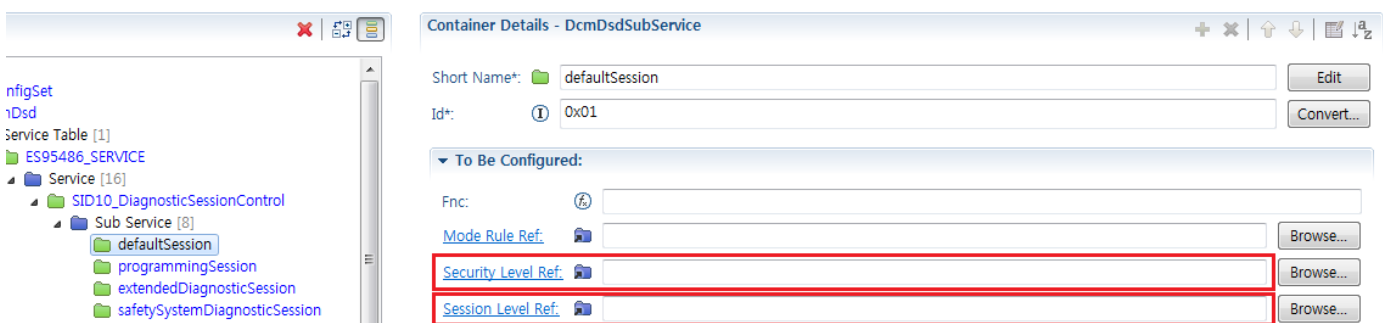 Container Details - DcmDsdSubService
nfigSet
Dsd
Service Table [1]
ES95486_SERVICE
Service [16]
SID10_DiagnosticSessionControl
Sub Service [8]
defaultSession
programmingSession
extendedDiagnosticSession
safetySystemDiagnosticSession
Short Name*: defaultSession Edit
Id*: 0x01 Convert...
To Be Configured:
Fnc:
Mode Rule Ref: Browse...
Security Level Ref: Browse...
Session Level Ref: Browse...